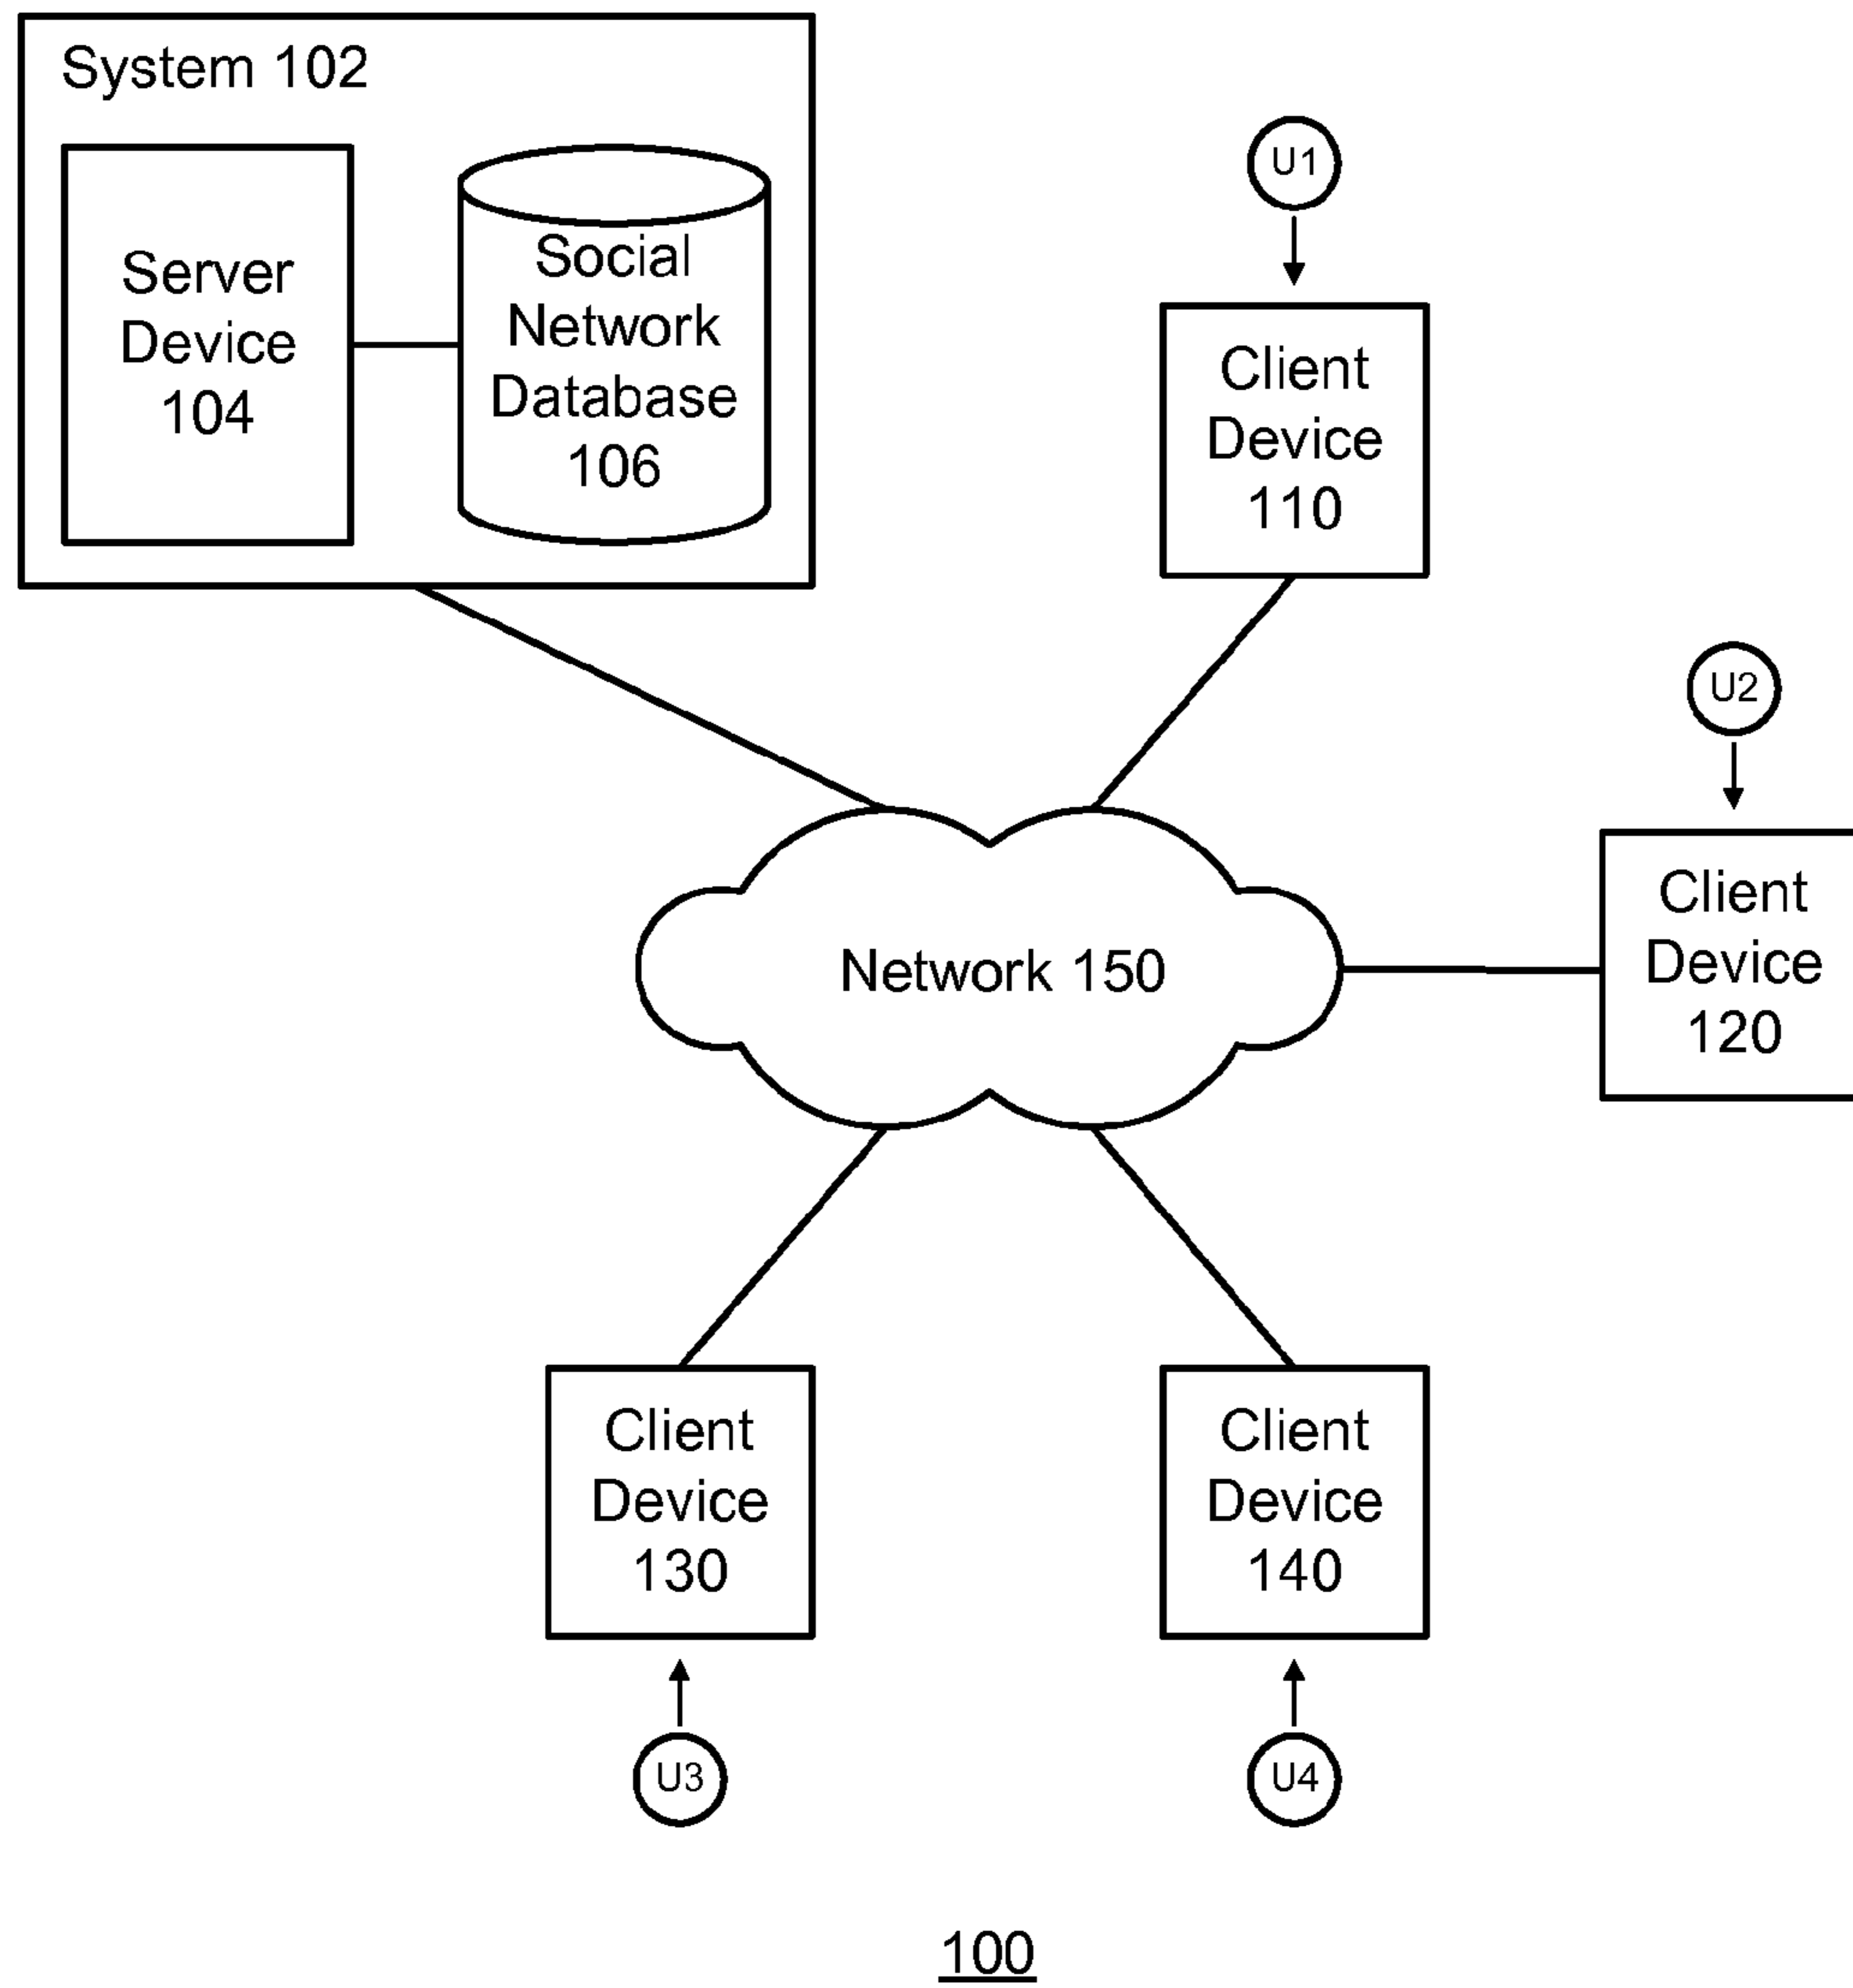 System 102
Server
Device
104
Social
Network
Database
106
U1
Client
Device
110
U2
Client
Device
120
Network 150
Client
Device
130
Client
Device
140
U3
U4
100